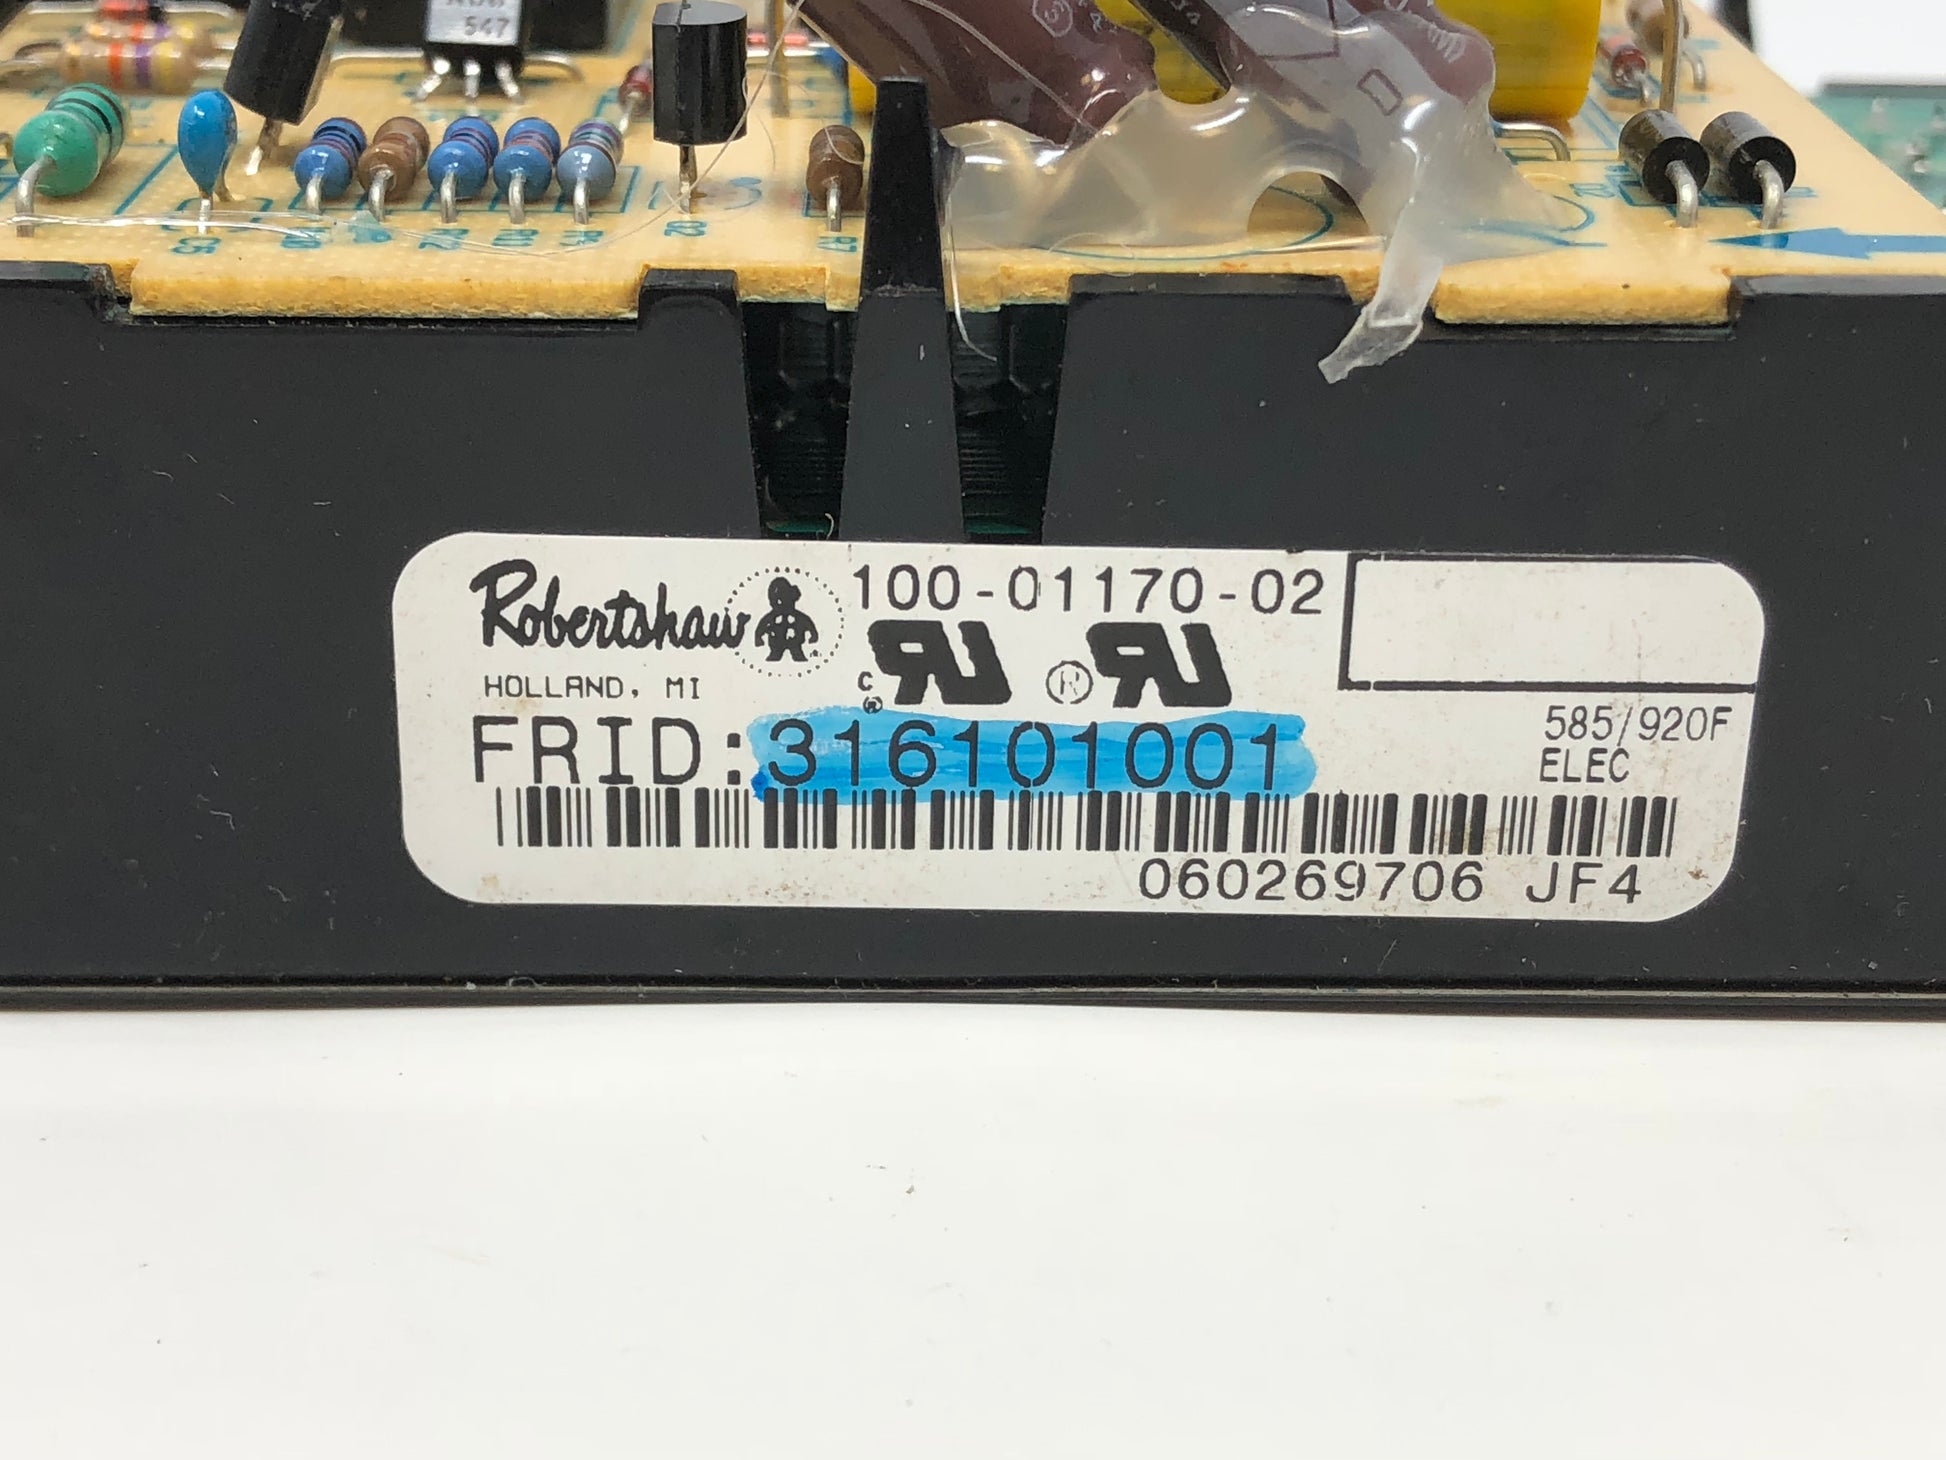 547
Robertshaw 100-01170-02
HOLLAND, MI
FRID:316101001
585/920F
ELEC
060269706 JF4